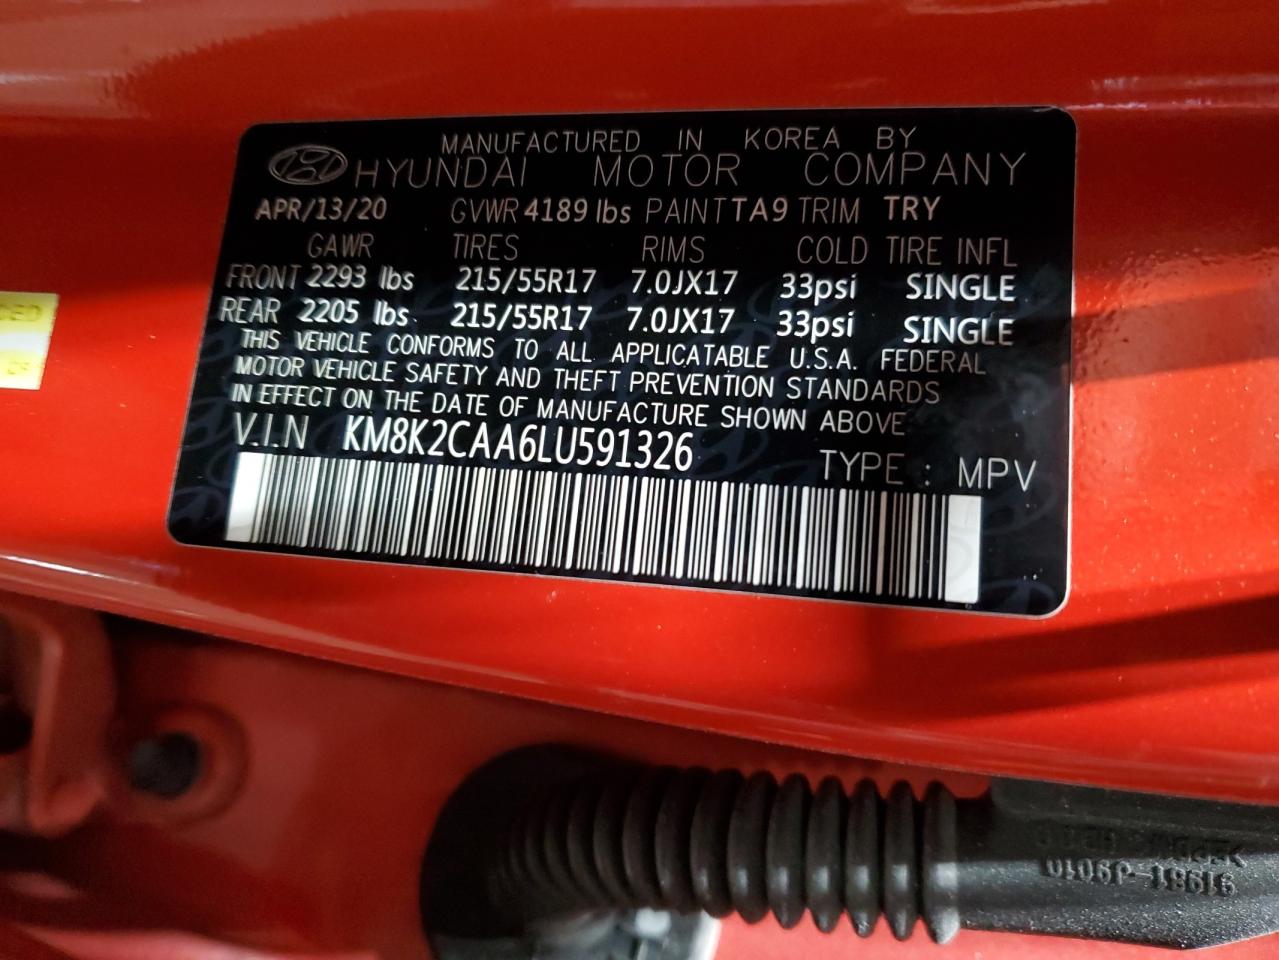 MANUFACTURED IN KOREA BY
HYUNDAI MOTOR COMPANY
APR/13/20 GVWR 4189 lbs PAINT TA9 TRIM TRY
GAWR TIRES RIMS COLD TIRE INFL
FRONT 2293 lbs 215/55R17 7.0JX17 33psi SINGLE
REAR 2205 lbs 215/55R17 7.0JX17 33psi SINGLE
THIS VEHICLE CONFORMS TO ALL APPLICATABLE U.S.A. FEDERAL
MOTOR VEHICLE SAFETY AND THEFT PREVENTION STANDARDS
IN EFFECT ON THE DATE OF MANUFACTURE SHOWN ABOVE
V.I.N KM8K2CAA6LU591326
TYPE : MPV
91981-J9010